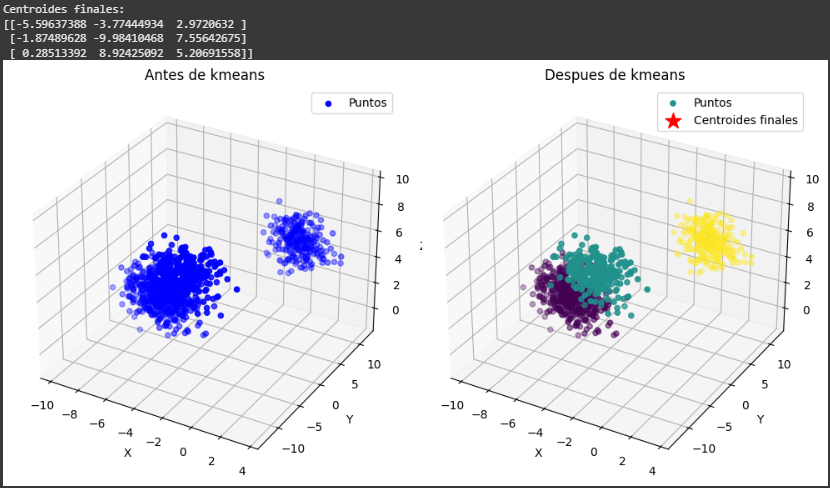 Centroides finales:
[[-5.59637388 -3.77444934  2.9720632 ]
 [-1.87489628 -9.98410468  7.55642675]
 [ 0.28513392  8.92425092  5.20691558]]
Antes de kmeans
Puntos
10
8
6
4
2
0
−10
−8
−6
−4
−2
0
2
4
X
−10
−5
0
5
10
Y
Despues de kmeans
Puntos
Centroides finales
10
8
6
4
2
0
−10
−8
−6
−4
−2
0
2
4
X
−10
−5
0
5
10
Y